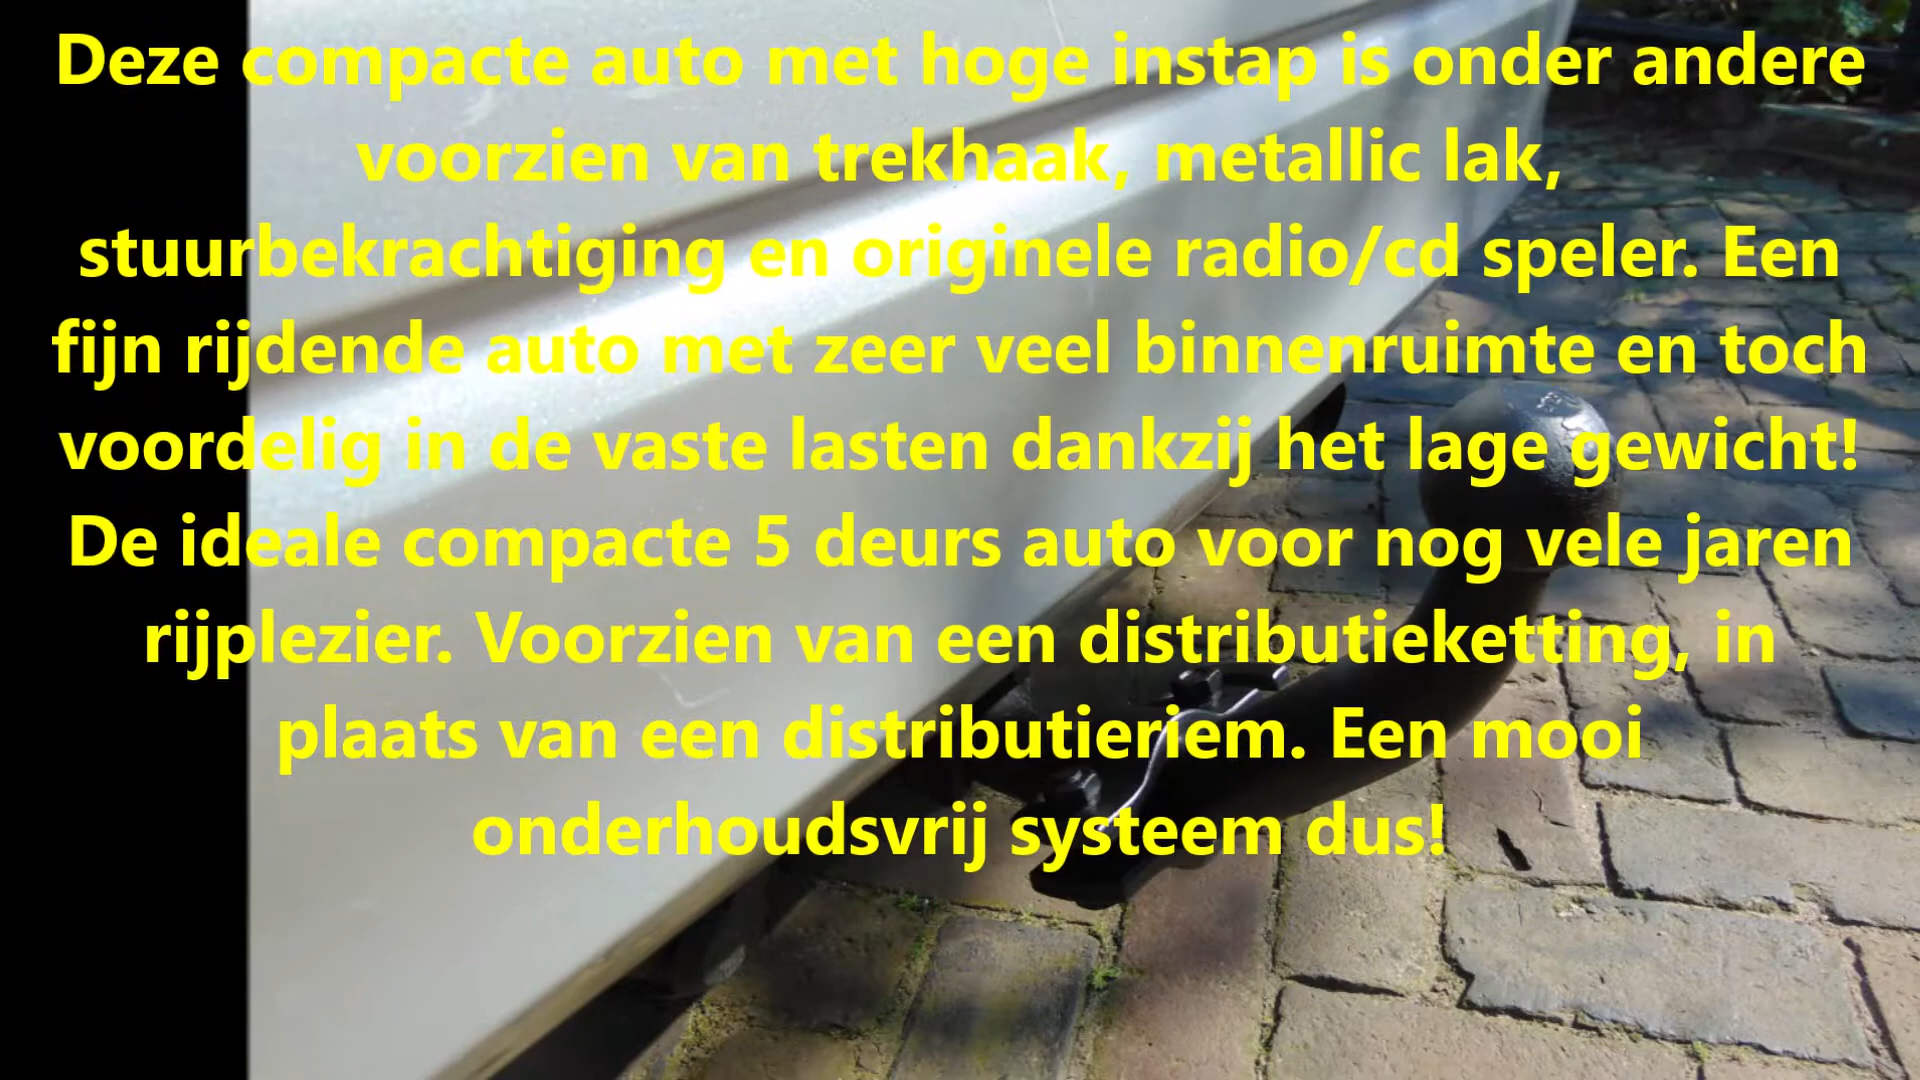 Deze compacte auto met hoge instap is onder andere
voorzien van trekhaak, metallic lak,
stuurbekrachtiging en originele radio/cd speler. Een
fijn rijdende auto met zeer veel binnenruimte en toch
voordelig in de vaste lasten dankzij het lage gewicht!
De ideale compacte 5 deurs auto voor nog vele jaren
rijplezier. Voorzien van een distributieketting, in
plaats van een distributieriem. Een mooi
onderhoudsvrij systeem dus!